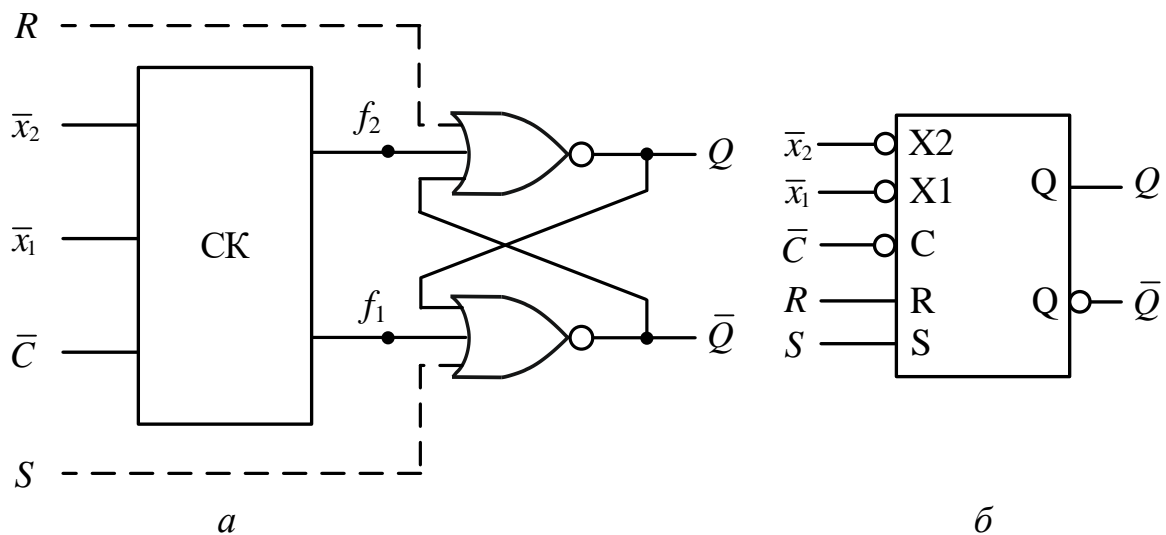 R
x̄₂
x̄₁
C̄
S
СК
f₂
f₁
Q
Q̄
а
x̄₂
x̄₁
C̄
R
S
X2
X1
C
R
S
Q
Q
Q
Q̄
б